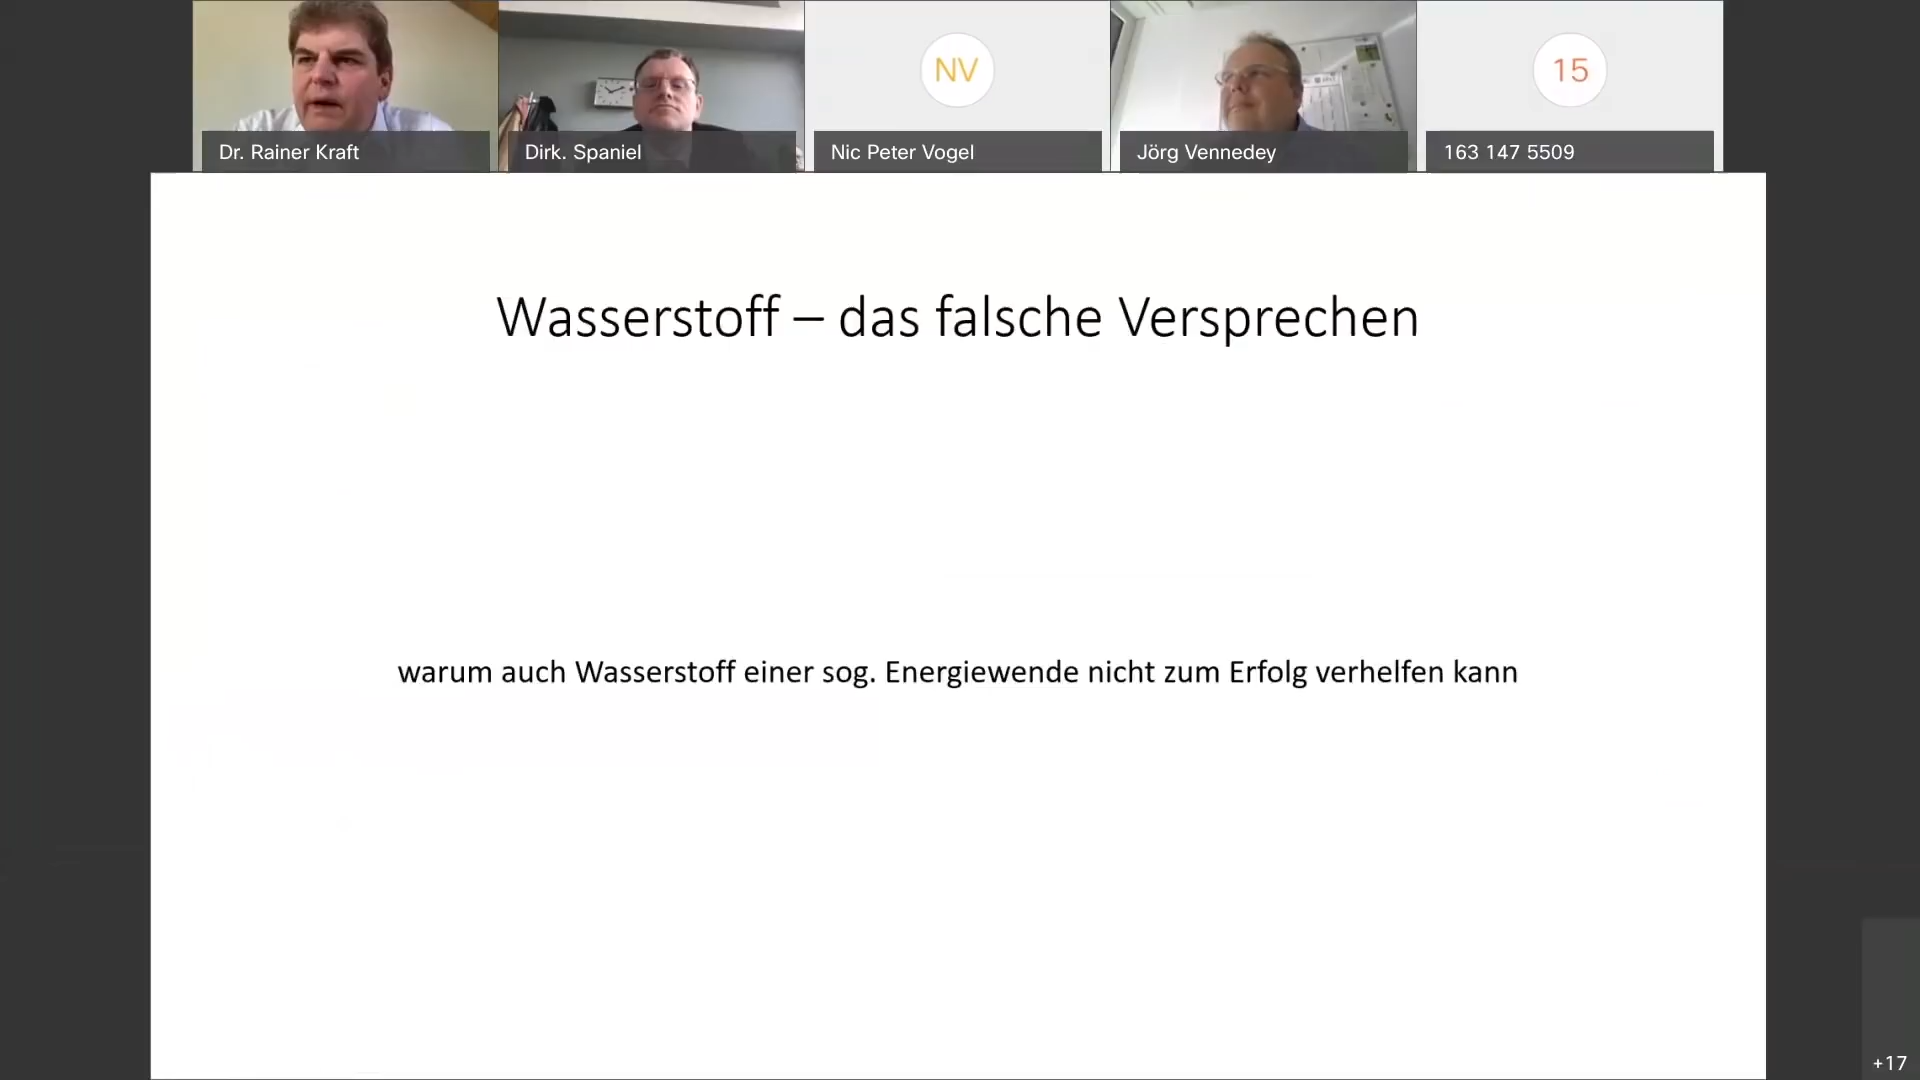 NV
15
Dr. Rainer Kraft
Dirk. Spaniel
Nic Peter Vogel
Jörg Vennedey
163 147 5509
Wasserstoff – das falsche Versprechen
warum auch Wasserstoff einer sog. Energiewende nicht zum Erfolg verhelfen kann
+17